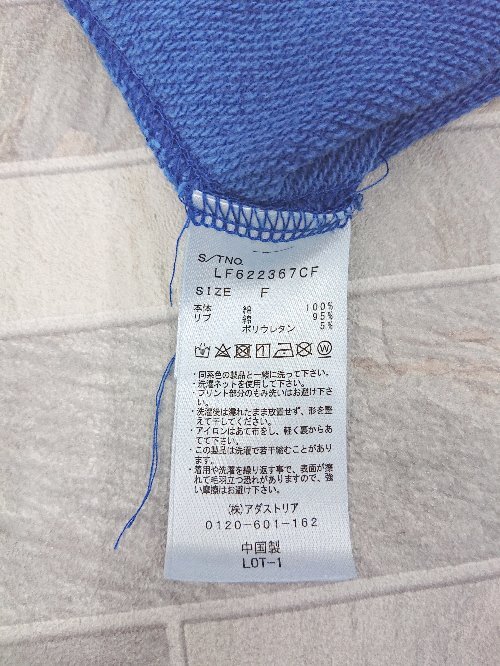 S/TNO.
LF622367CF
SIZE F
本体 綿 100%
リブ 綿 95%
ポリウレタン 5%
・同系色の製品と一緒に洗って下さい。
・洗濯ネットを使用して下さい。
・プリント部分のもみ洗いはお避け下さ
い。
・洗濯後は濡れたまま放置せず、形を整
えて干してください。
・アイロンはあて布をし、軽く裏からあ
てて下さい。
・この製品は洗濯で若干縮むことがあり
ます。
・着用や洗濯を繰り返す事で、表面が擦
れて毛羽立つ恐れがありますので、強
い摩擦はお避け下さい。
(株)アダストリア
0120-601-162
中国製
LOT-1